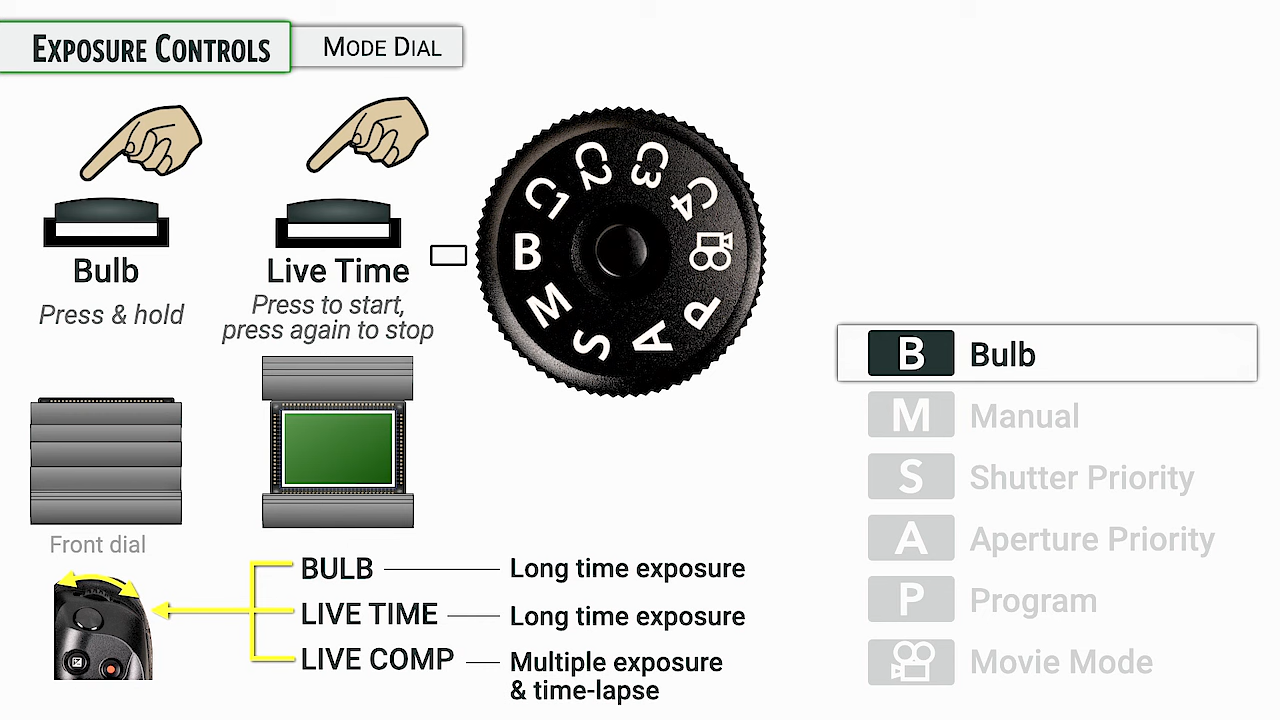 EXPOSURE CONTROLS
MODE DIAL
C1
C2
C3
C4
B
M
S
A
P
Bulb
Press & hold
Live Time
Press to start,
press again to stop
Front dial
BULB
Long time exposure
LIVE TIME
Long time exposure
LIVE COMP
Multiple exposure
& time-lapse
B Bulb
M Manual
S Shutter Priority
A Aperture Priority
P Program
Movie Mode